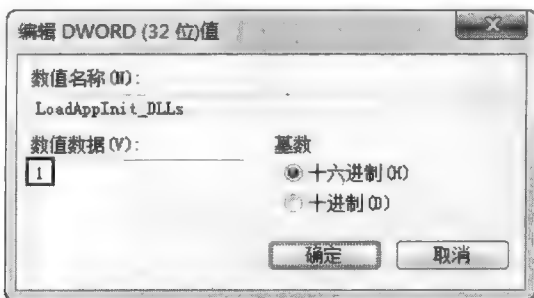 编辑 DWORD (32 位)值
数值名称(N):
LoadAppInit_DLLs
数值数据(V):
1
基数
十六进制(H)
十进制(D)
确定
取消